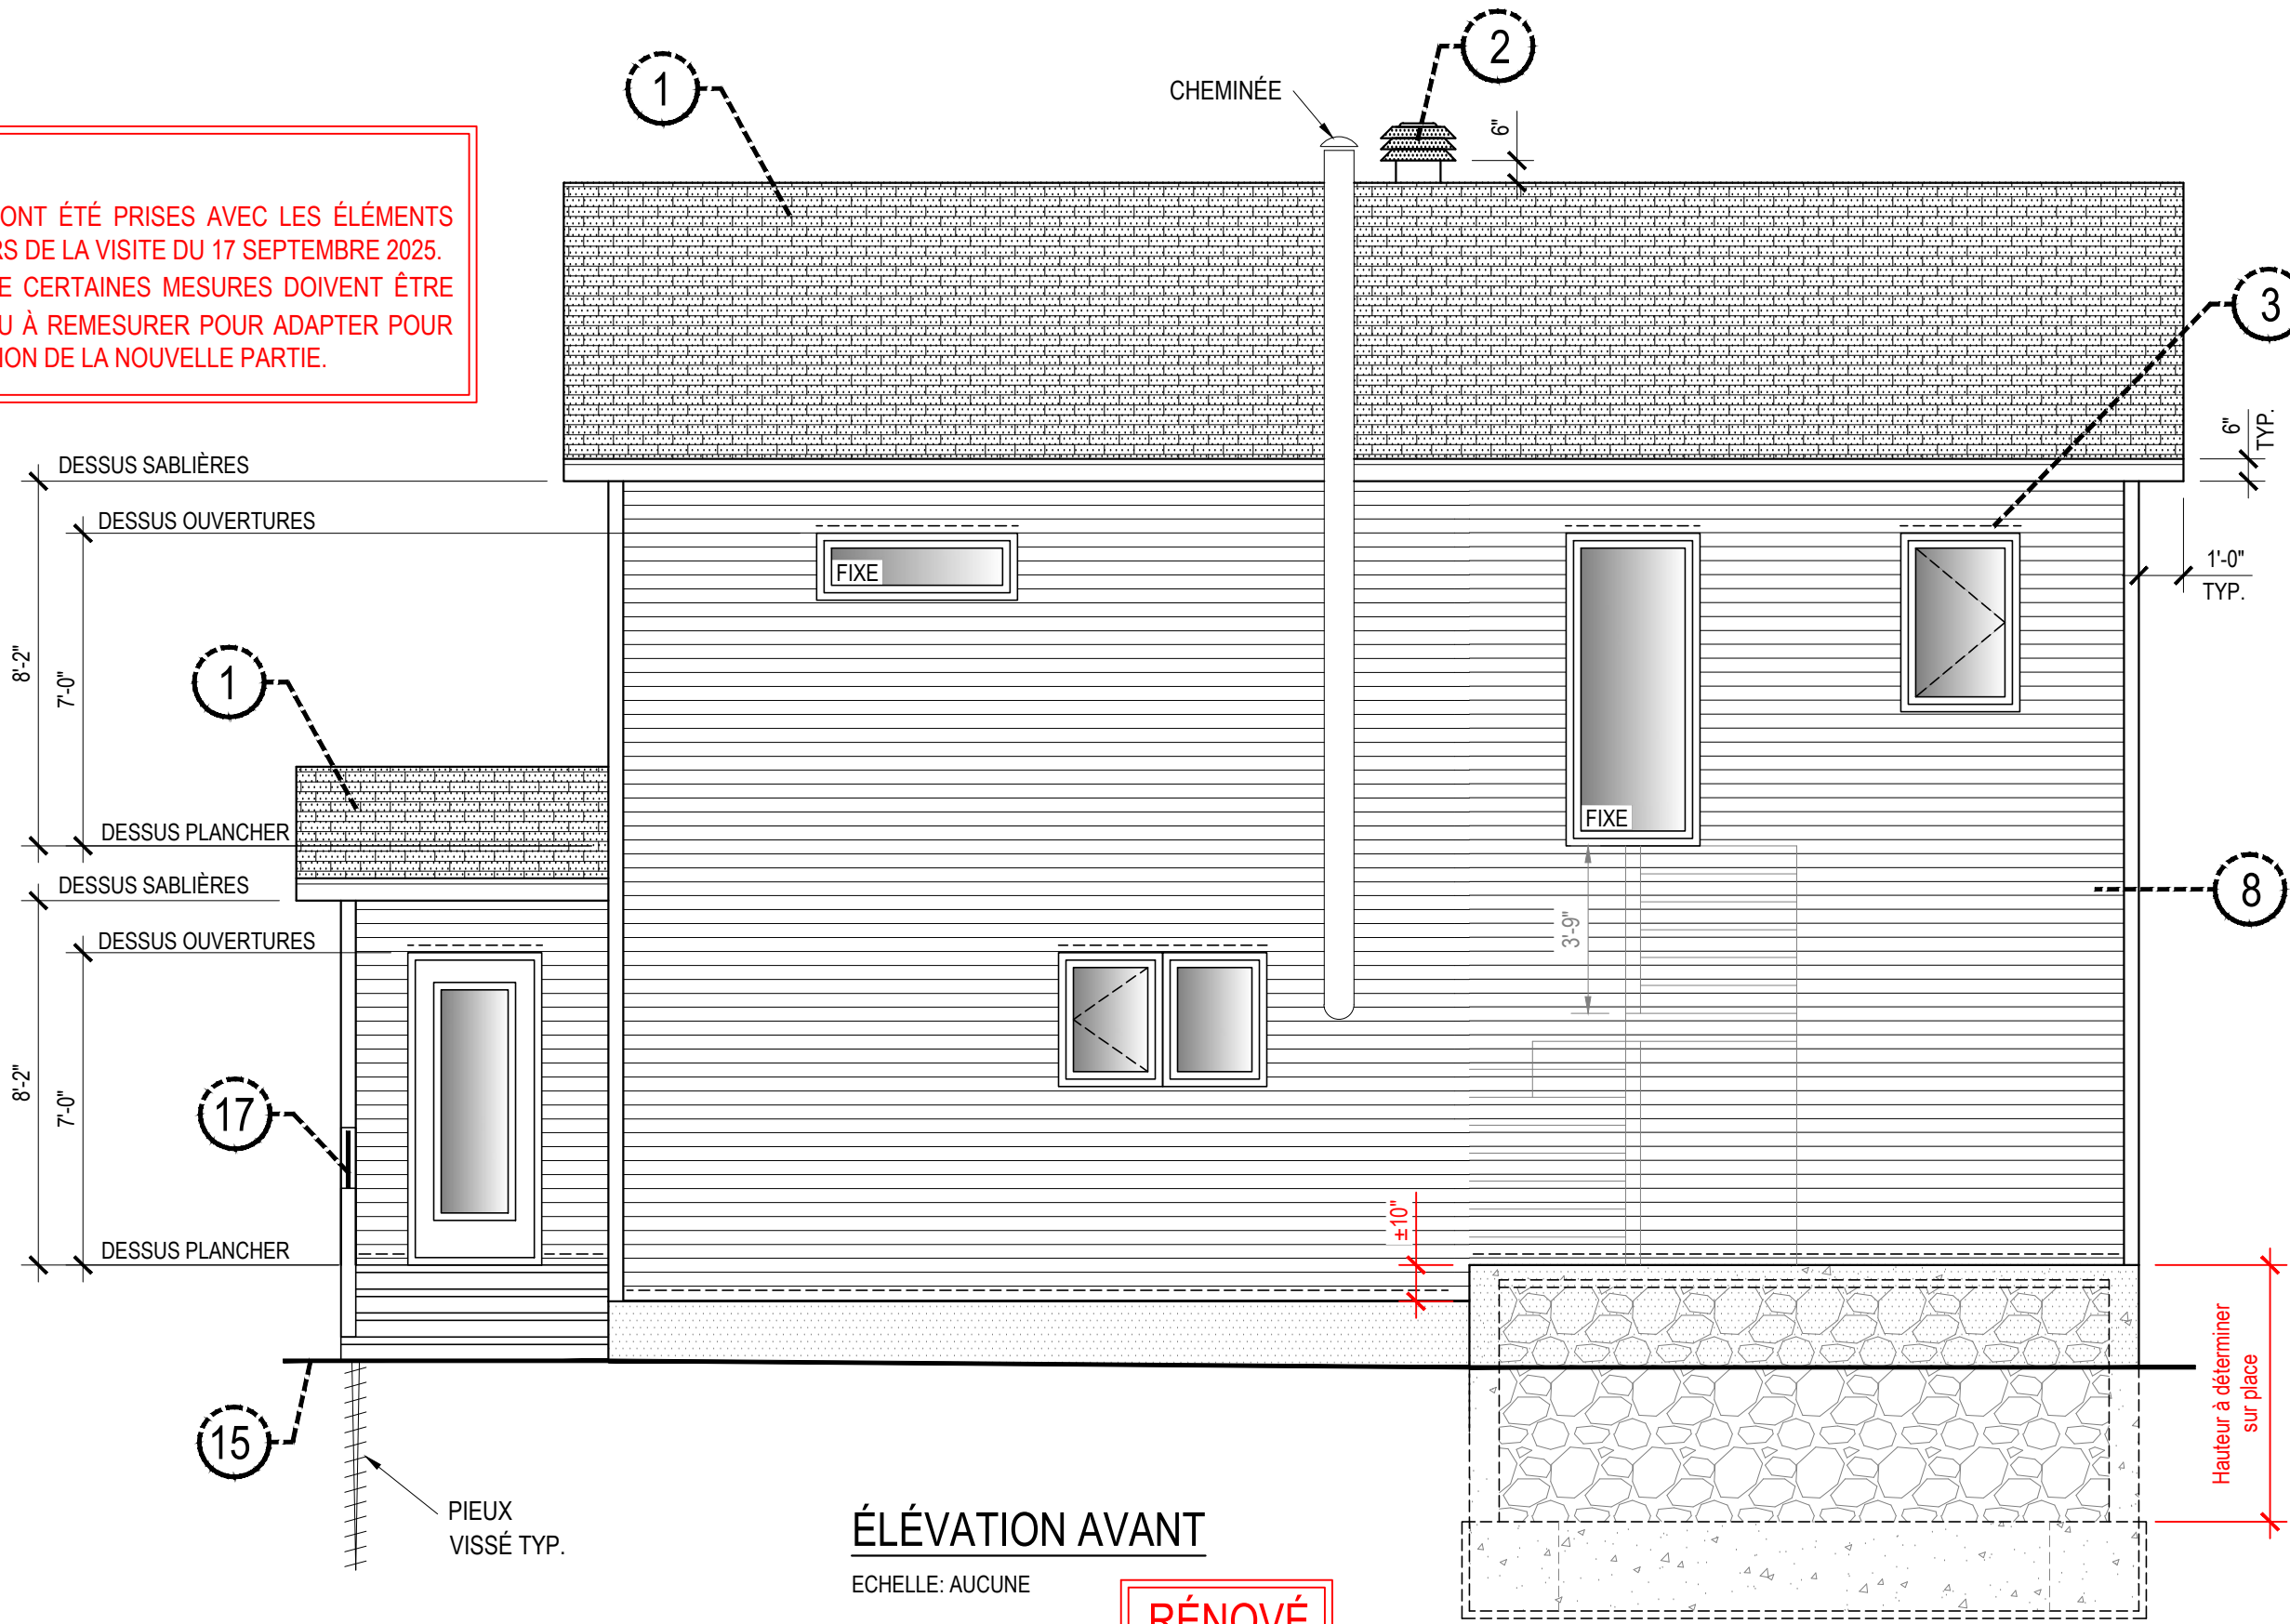 1
2
CHEMINÉE
6"
ONT ÉTÉ PRISES AVEC LES ÉLÉMENTS
RS DE LA VISITE DU 17 SEPTEMBRE 2025.
E CERTAINES MESURES DOIVENT ÊTRE
U À REMESURER POUR ADAPTER POUR
ION DE LA NOUVELLE PARTIE.
3
6"
TYP.
DESSUS SABLIÈRES
DESSUS OUVERTURES
FIXE
1'-0"
TYP.
8'-2"
7'-0"
1
FIXE
DESSUS PLANCHER
DESSUS SABLIÈRES
8
3'-9"
DESSUS OUVERTURES
8'-2"
7'-0"
17
±10"
DESSUS PLANCHER
Hauteur à déterminer
sur place
15
PIEUX
VISSÉ TYP.
ÉLÉVATION AVANT
ECHELLE: AUCUNE
RÉNOVÉ